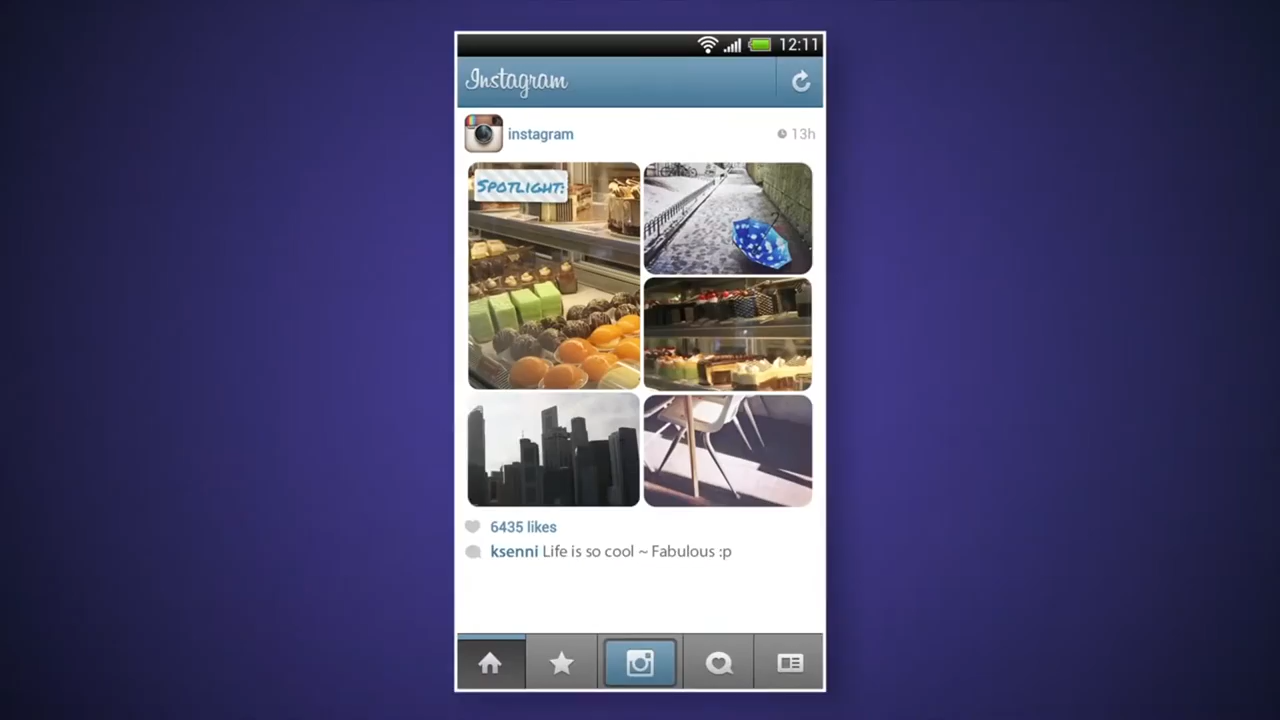 12:11
Instagram
instagram 13h
SPOTLIGHT:
6435 likes
ksenni Life is so cool ~ Fabulous :p